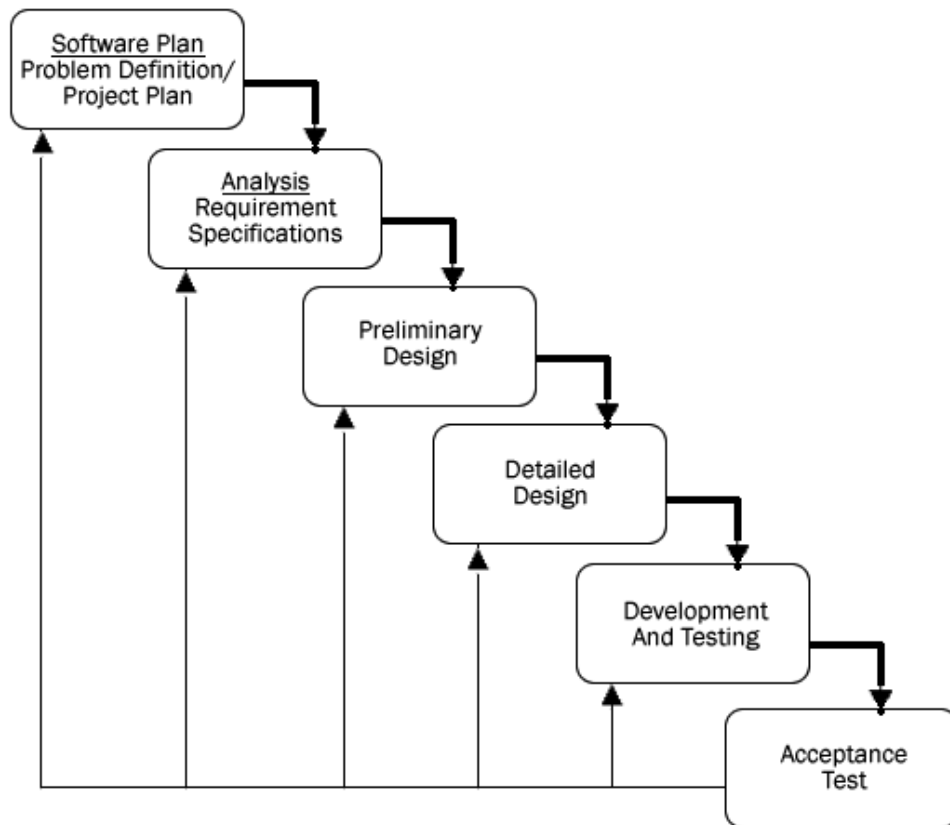 Software Plan
Problem Definition/
Project Plan
Analysis
Requirement
Specifications
Preliminary
Design
Detailed
Design
Development
And Testing
Acceptance
Test